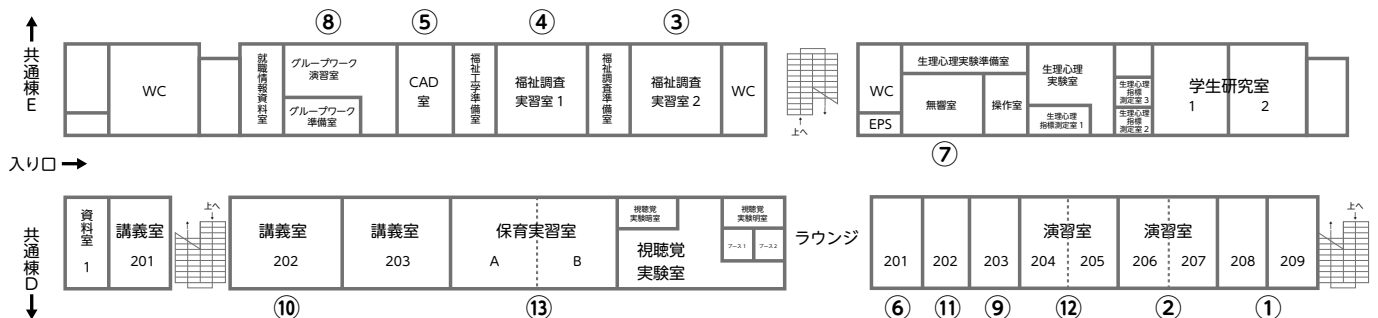 ⑧ ⑤ ④ ③
↑
共通棟E
WC
就職情報資料室
グループワーク
演習室
グループワーク
準備室
CAD
室
福祉工学準備室
福祉調査
実習室 1
福祉調査準備室
福祉調査
実習室 2
WC
上へ
WC
EPS
生理心理実験準備室
無響室
操作室
生理心理
実験室
生理心理
指標測定室 1
生理心理
指標
測定室 3
生理心理
指標
測定室 2
学生研究室
1 2
⑦
入り口 →
共通棟D
↓
資料室
1
講義室
201
上へ
講義室
202
講義室
203
保育実習室
A B
視聴覚
実験暗室
視聴覚
実験室
視聴覚
実験明室
ブース 1 ブース 2
ラウンジ
201 202 203
演習室
204 205
演習室
206 207
208 209
上へ
⑩ ⑬ ⑥ ⑪ ⑨ ⑫ ② ①